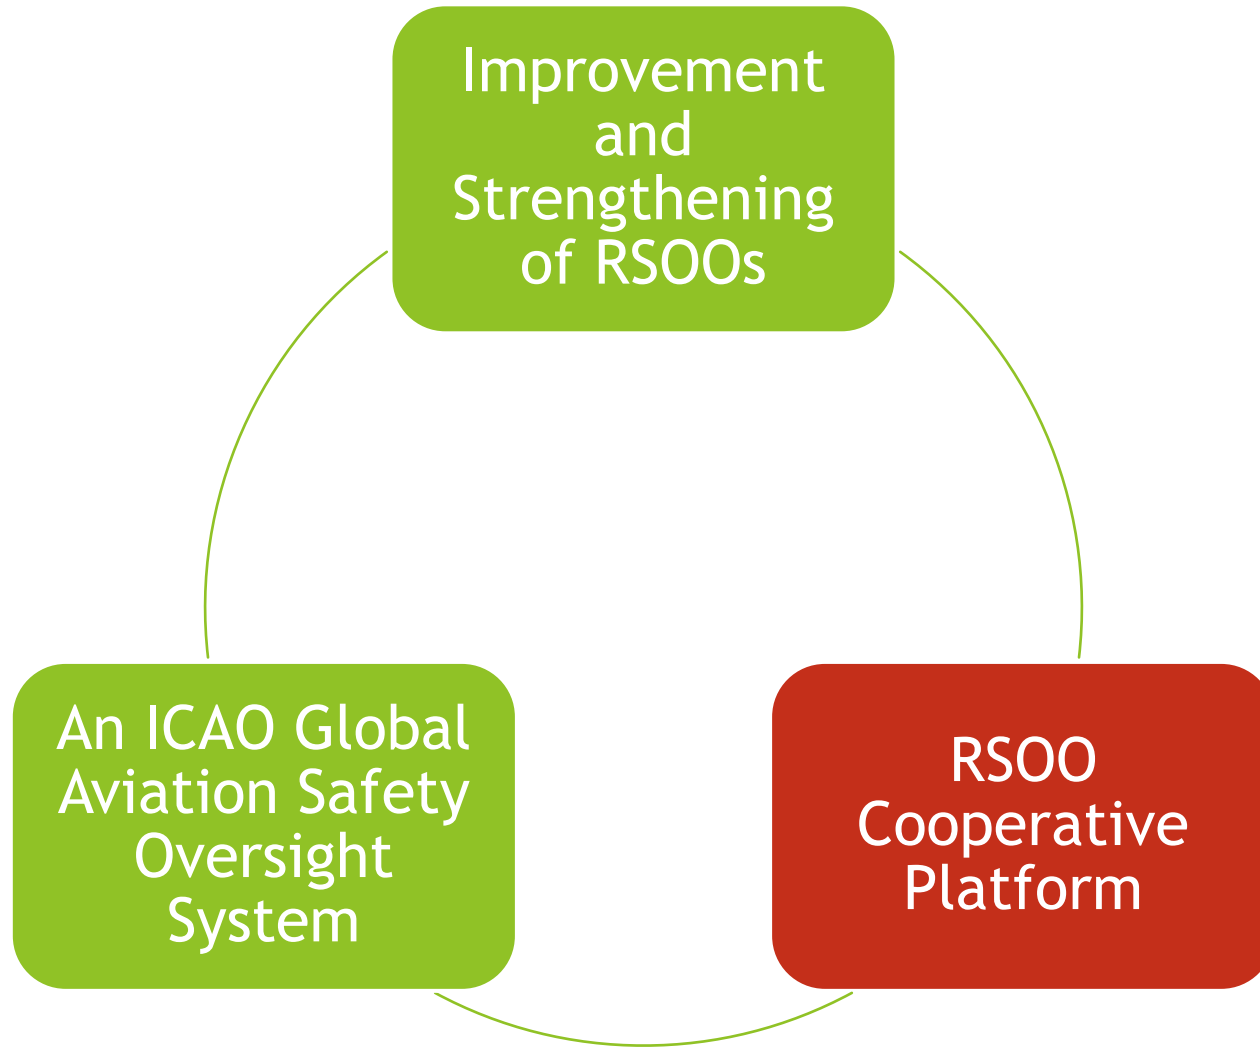 Improvement
and
Strengthening
of RSOOs
An ICAO Global
Aviation Safety
Oversight
System
RSOO
Cooperative
Platform